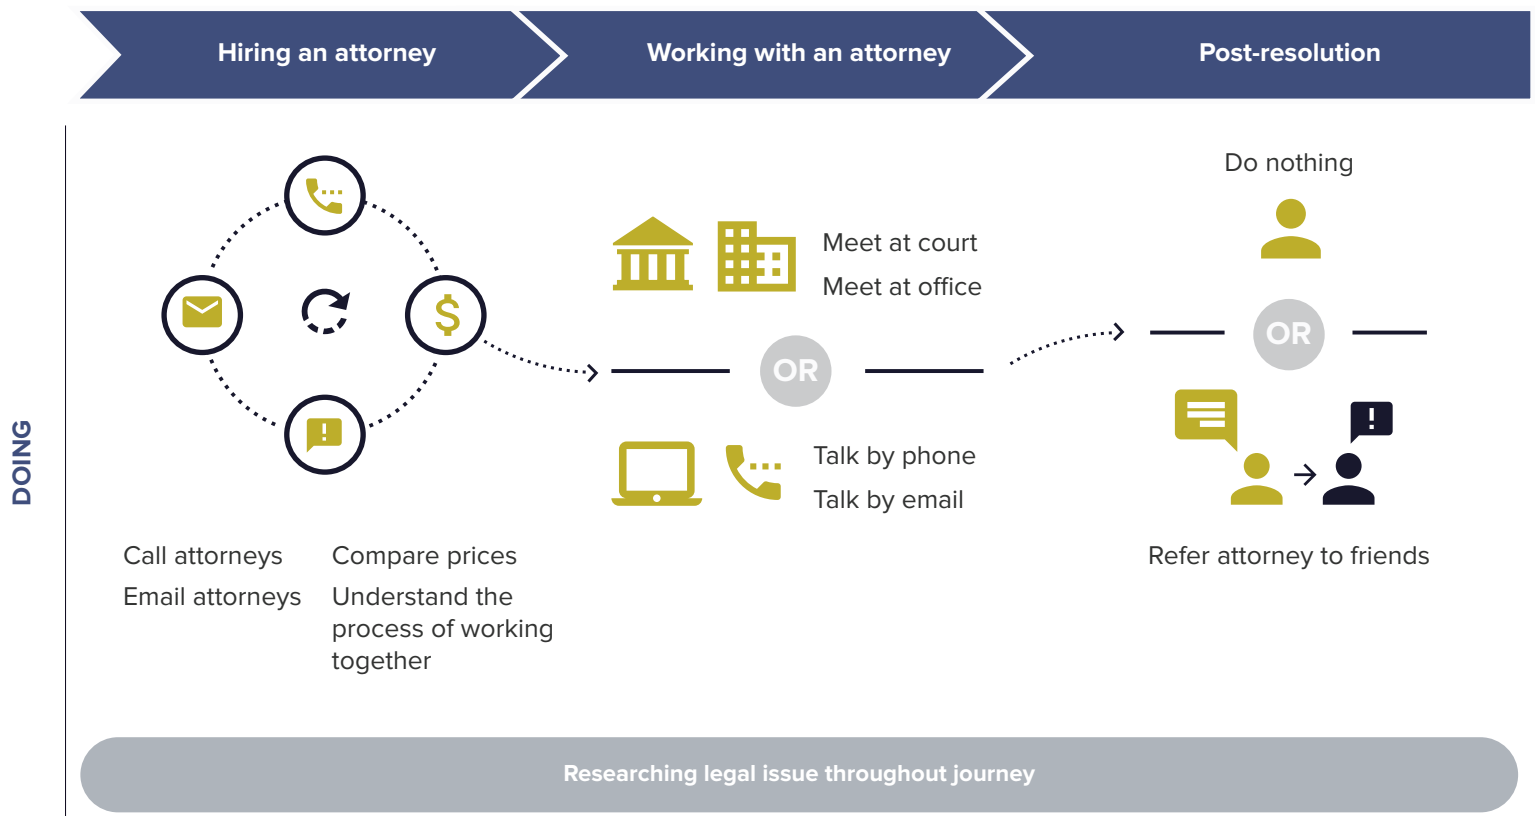 Hiring an attorney
Working with an attorney
Post-resolution
DOING
Call attorneys
Email attorneys
Compare prices
Understand the
process of working
together
$
Meet at court
Meet at office
OR
Talk by phone
Talk by email
Do nothing
OR
Refer attorney to friends
Researching legal issue throughout journey